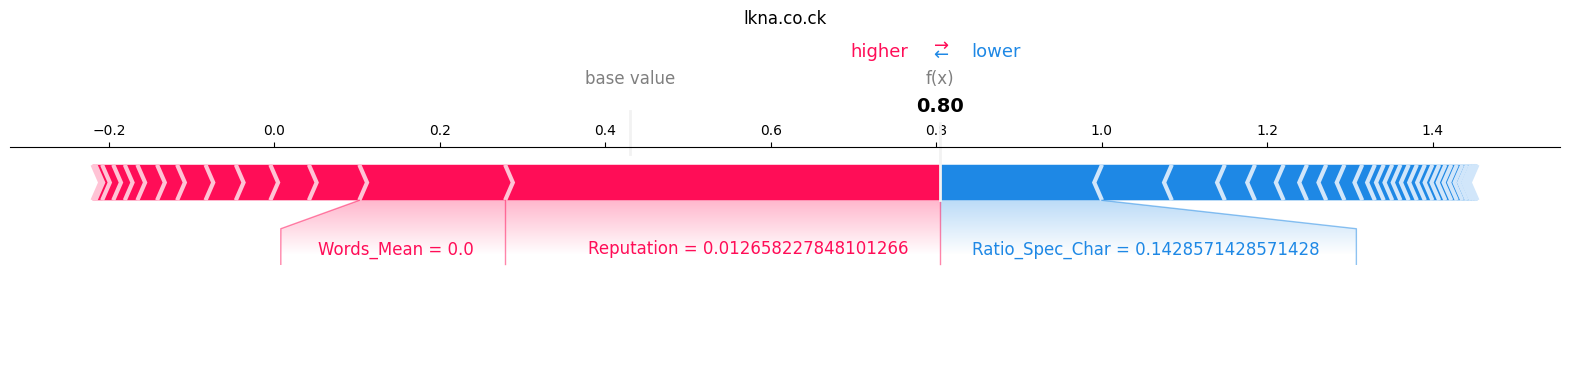 lkna.co.ck
higher ⇄ lower
base value f(x)
0.80
−0.2 0.0 0.2 0.4 0.6 0.8 1.0 1.2 1.4
Words_Mean = 0.0 Reputation = 0.012658227848101266 Ratio_Spec_Char = 0.1428571428571428